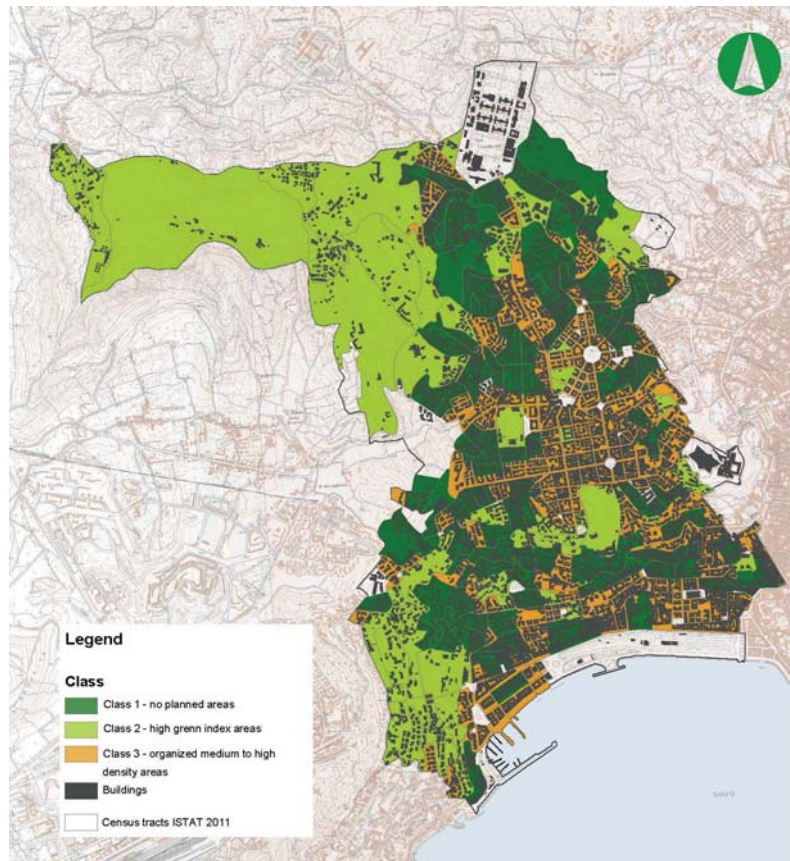 Legend
Class
Class 1 - no planned areas
Class 2 - high grenn index areas
Class 3 - organized medium to high
density areas
Buildings
Census tracts ISTAT 2011